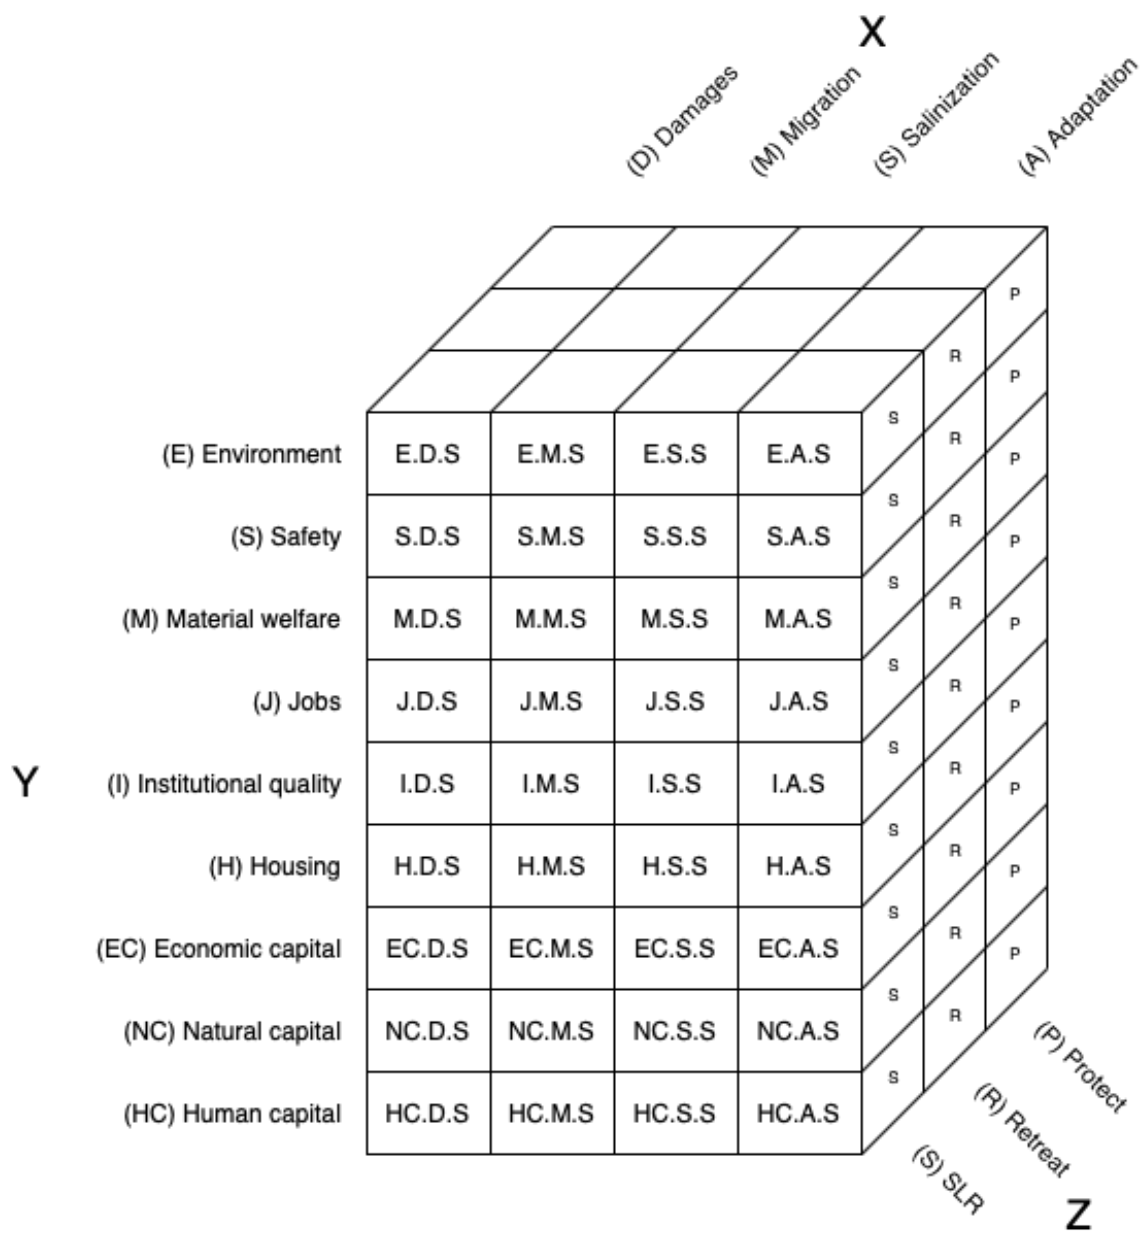 X
(D) Damages
(M) Migration
(S) Salinization
(A) Adaptation
P
R
P
S
(E) Environment E.D.S E.M.S E.S.S E.A.S
R
P
S
(S) Safety S.D.S S.M.S S.S.S S.A.S
R
P
S
(M) Material welfare M.D.S M.M.S M.S.S M.A.S
R
P
S
(J) Jobs J.D.S J.M.S J.S.S J.A.S
R
P
S
Y (I) Institutional quality I.D.S I.M.S I.S.S I.A.S
R
P
S
(H) Housing H.D.S H.M.S H.S.S H.A.S
R
P
S
(EC) Economic capital EC.D.S EC.M.S EC.S.S EC.A.S
R
P
S
(NC) Natural capital NC.D.S NC.M.S NC.S.S NC.A.S
R
S
(HC) Human capital HC.D.S HC.M.S HC.S.S HC.A.S
(P) Protect
(R) Retreat
(S) SLR
Z